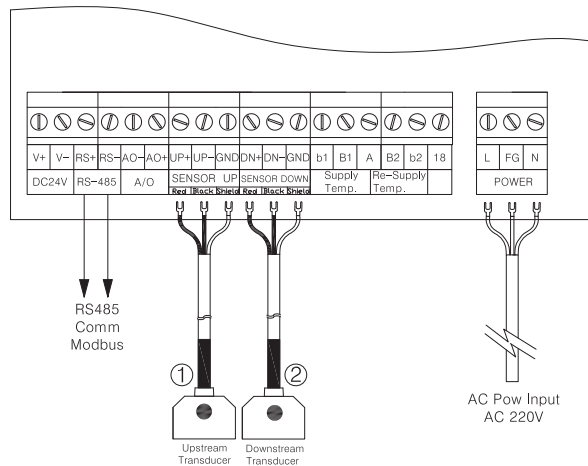 V+ V- RS+ RS- AO- AO+ UP+ UP- GND DN+ DN- GND b1 B1 A B2 b2 18
L FG N
DC24V RS-485 A/O SENSOR UP SENSOR DOWN Supply Temp. Re-Supply Temp.
Red Black Shield Red Black Shield
POWER
RS485
Comm
Modbus
① ②
Upstream
Transducer
Downstream
Transducer
AC Pow Input
AC 220V